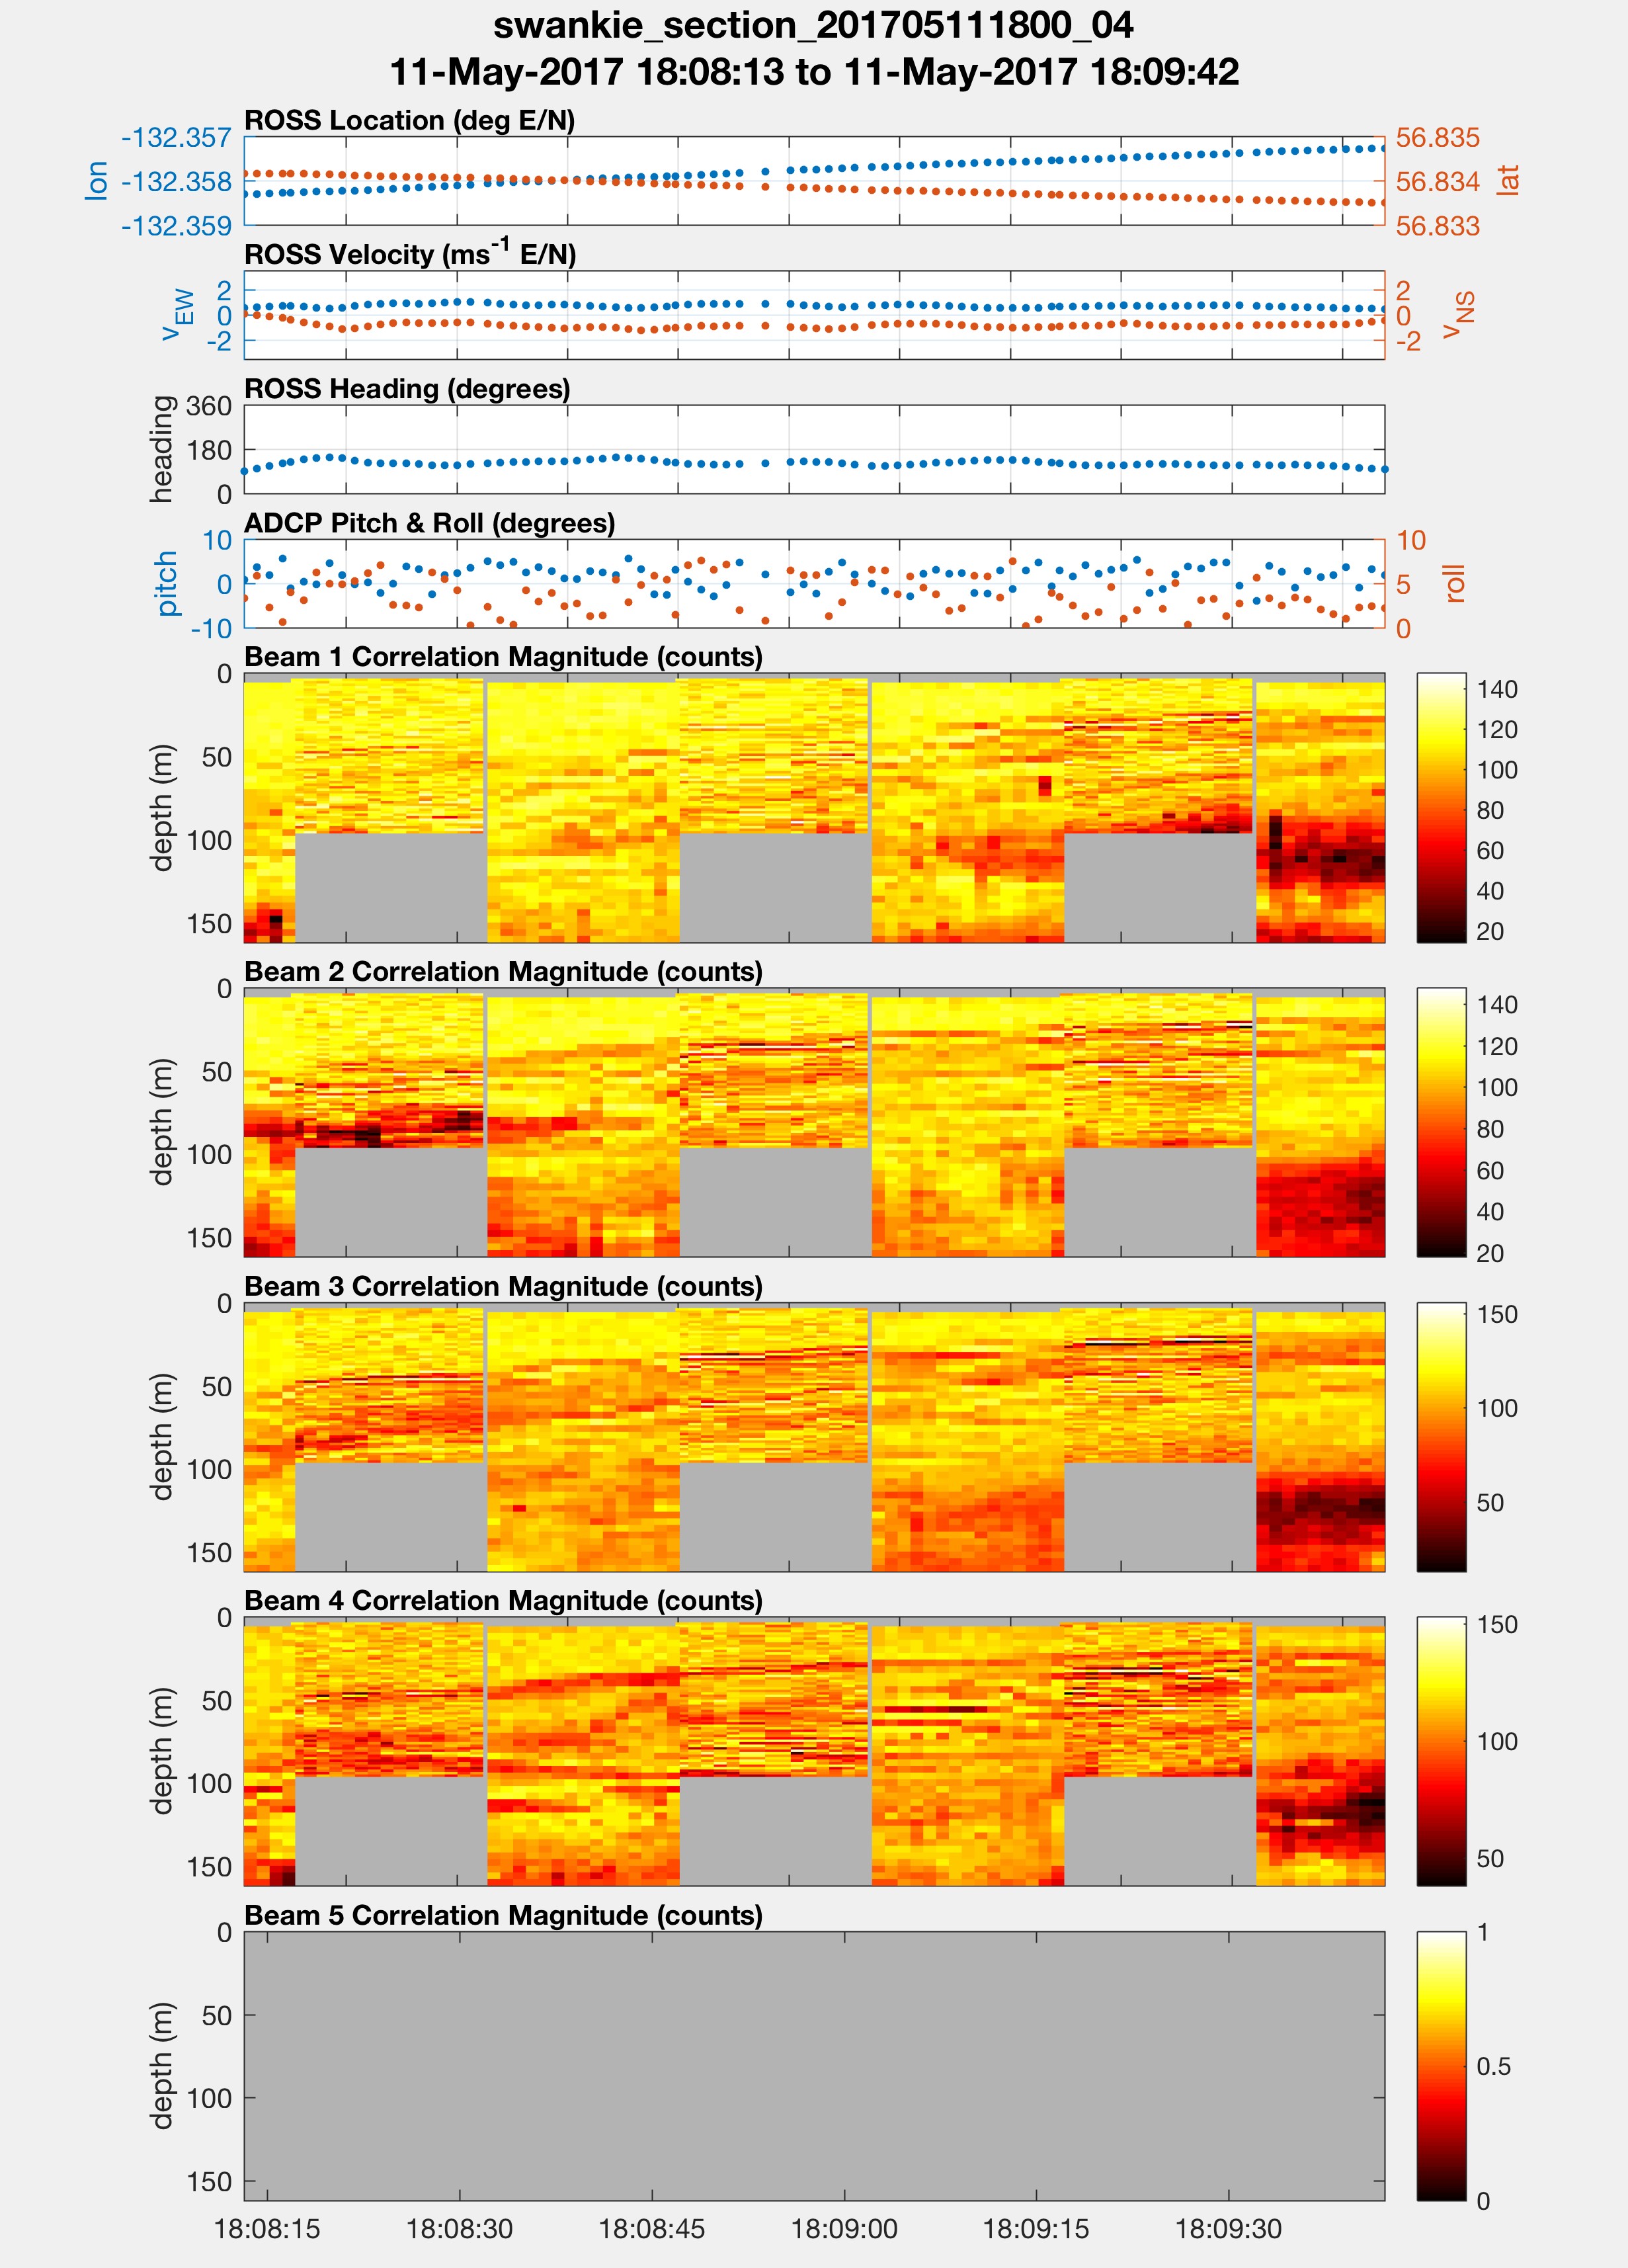 swankie_section_201705111800_04
11-May-2017 18:08:13 to 11-May-2017 18:09:42
ROSS Location (deg E/N)
-132.357
-132.358
-132.359
lon
56.835
56.834
56.833
lat
ROSS Velocity (ms-1 E/N)
2
0
-2
vEW
2
0
-2
vNS
ROSS Heading (degrees)
360
180
0
heading
ADCP Pitch & Roll (degrees)
10
0
-10
pitch
10
5
0
roll
Beam 1 Correlation Magnitude (counts)
0
50
100
150
depth (m)
140
120
100
80
60
40
20
Beam 2 Correlation Magnitude (counts)
0
50
100
150
depth (m)
140
120
100
80
60
40
20
Beam 3 Correlation Magnitude (counts)
0
50
100
150
depth (m)
150
100
50
Beam 4 Correlation Magnitude (counts)
0
50
100
150
depth (m)
150
100
50
Beam 5 Correlation Magnitude (counts)
0
50
100
150
depth (m)
1
0.5
0
18:08:15 18:08:30 18:08:45 18:09:00 18:09:15 18:09:30